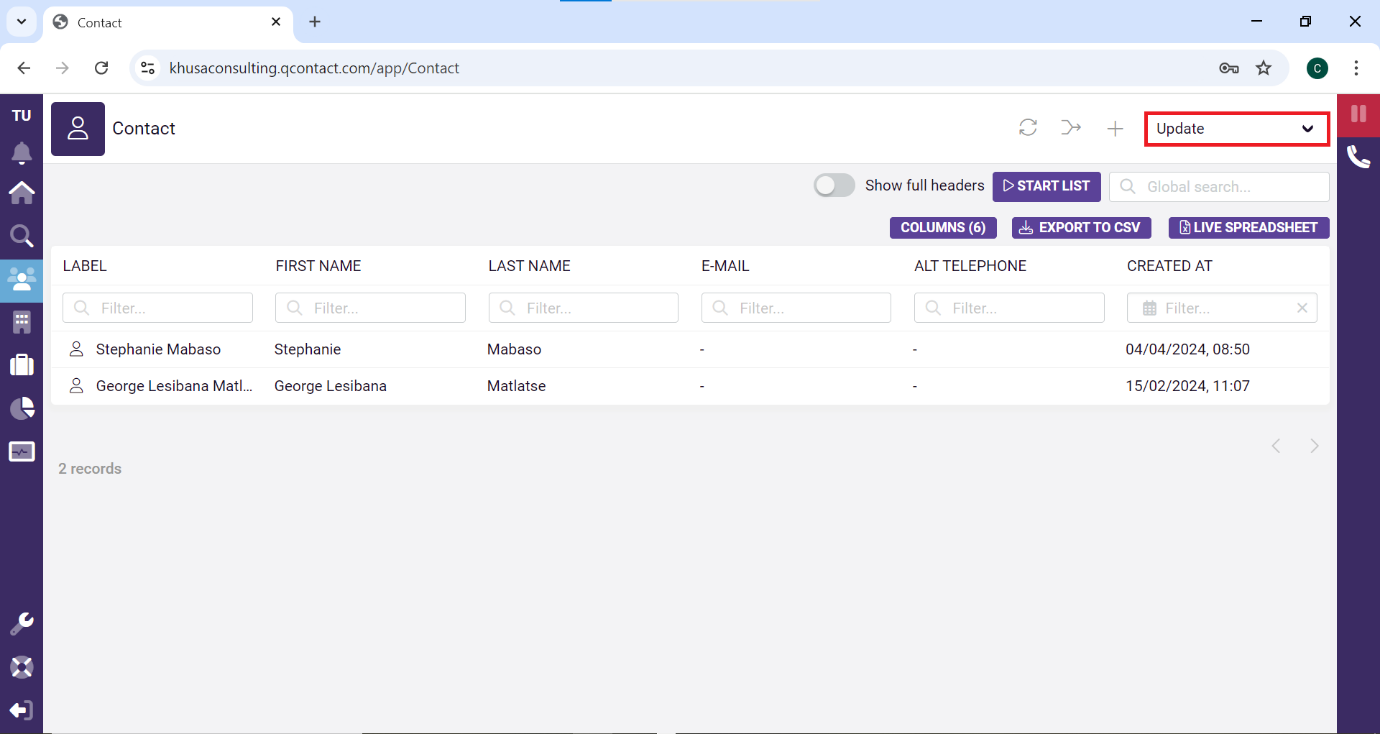 Contact
khusaconsulting.qcontact.com/app/Contact
C
TU
Contact
Update
Show full headers
START LIST
Global search...
COLUMNS (6)
EXPORT TO CSV
LIVE SPREADSHEET
LABEL FIRST NAME LAST NAME E-MAIL ALT TELEPHONE CREATED AT
Filter... Filter... Filter... Filter... Filter... Filter...
Stephanie Mabaso Stephanie Mabaso - - 04/04/2024, 08:50
George Lesibana Matl... George Lesibana Matlatse - - 15/02/2024, 11:07
2 records